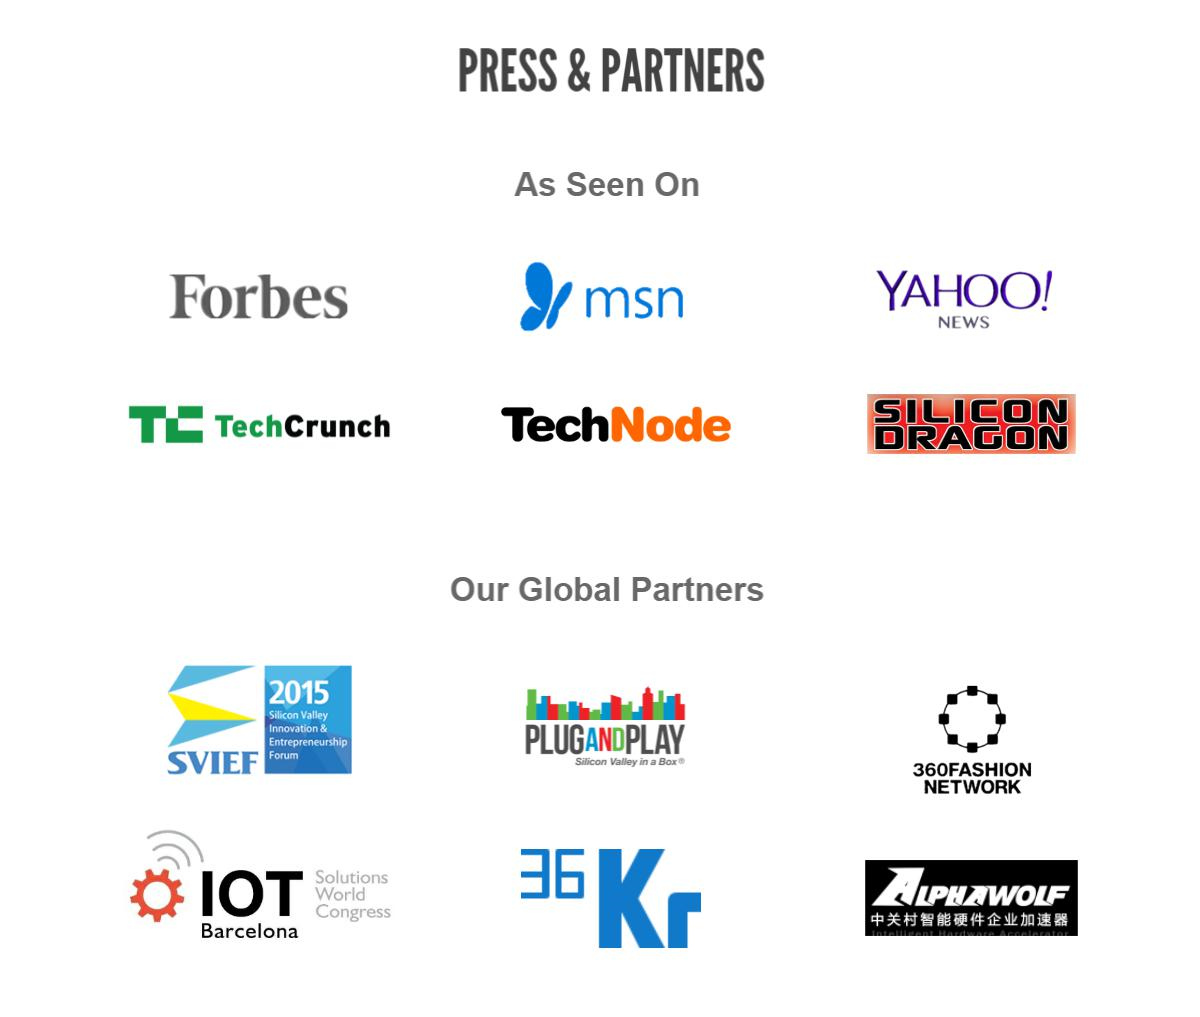 PRESS & PARTNERS
As Seen On
Forbes
msn
YAHOO!
NEWS
TC TechCrunch
TechNode
SILICON
DRAGON
Our Global Partners
SVIEF
2015
Silicon Valley
Innovation &
Entrepreneurship
Forum
PLUGANDPLAY
Silicon Valley in a Box®
360FASHION
NETWORK
IOT
Barcelona
Solutions
World
Congress
36Kr
ALPHAWOLF
中关村智能硬件企业加速器
Intelligent Hardware Accelerator